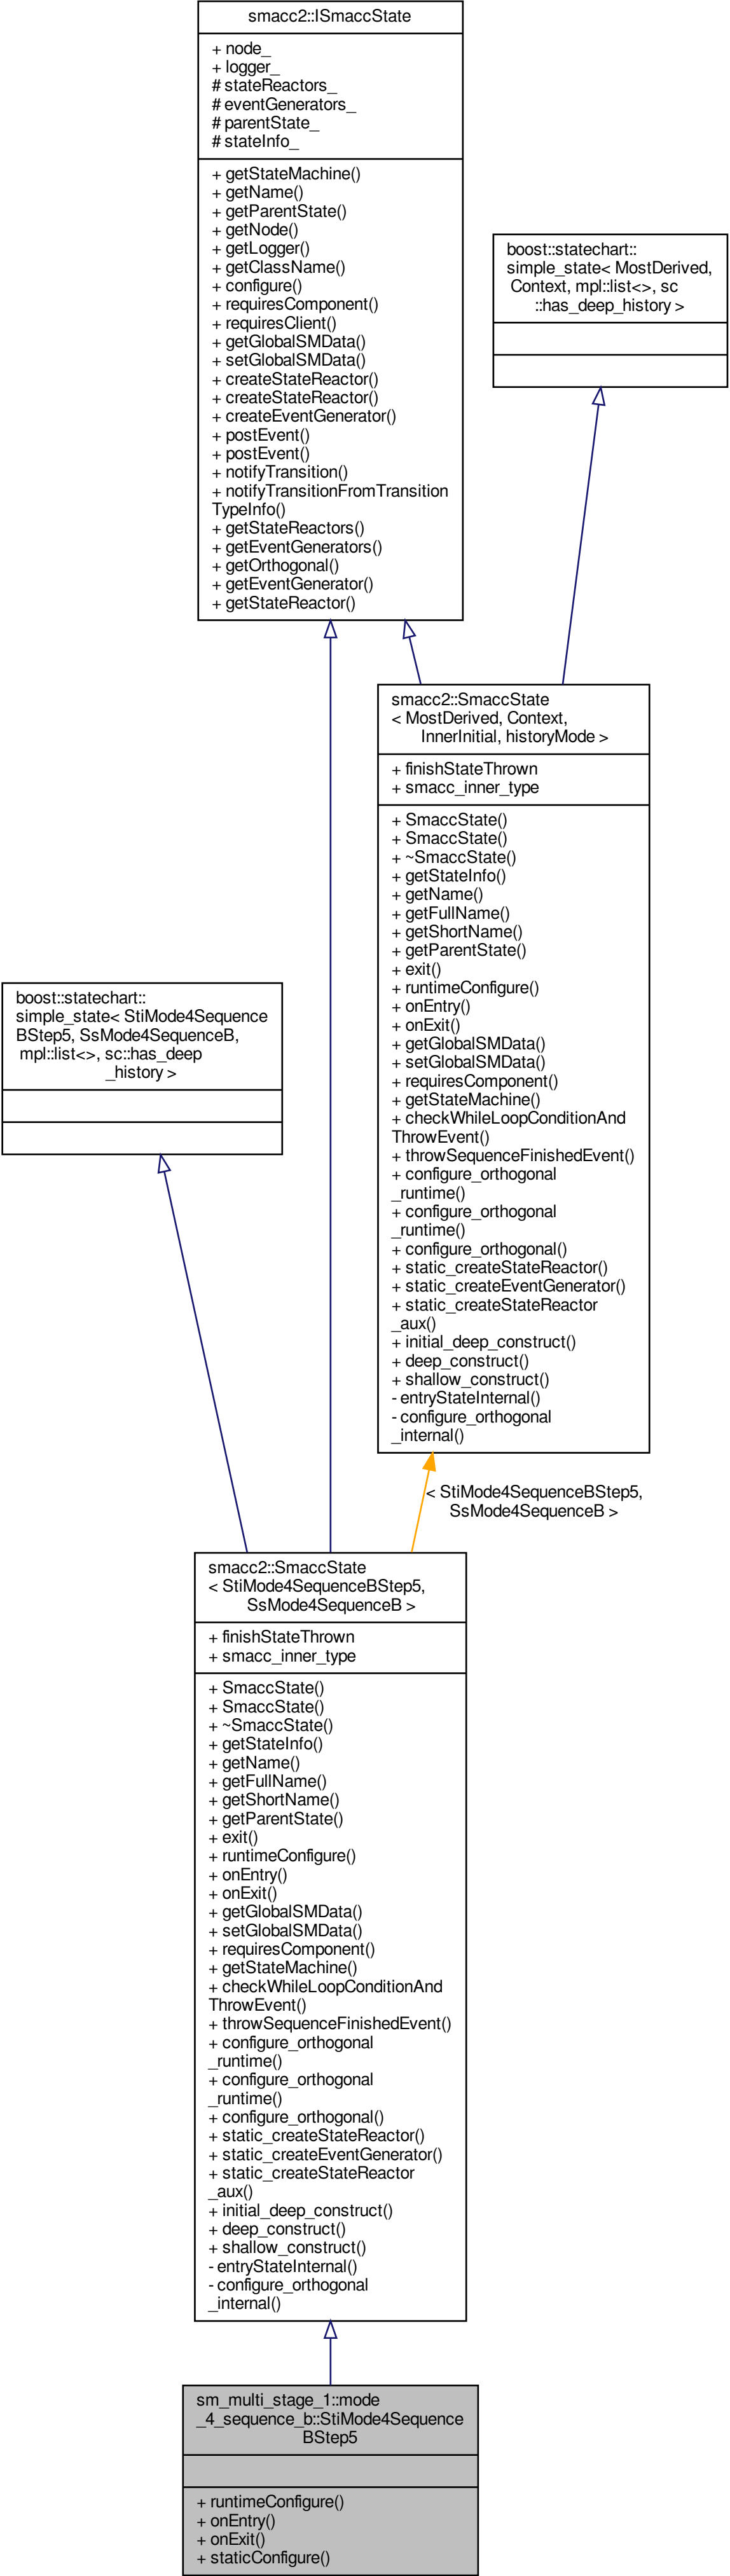 smacc2::ISmaccState
+ node_
+ logger_
# stateReactors_
# eventGenerators_
# parentState_
# stateInfo_
+ getStateMachine()
+ getName()
+ getParentState()
+ getNode()
+ getLogger()
+ getClassName()
+ configure()
+ requiresComponent()
+ requiresClient()
+ getGlobalSMData()
+ setGlobalSMData()
+ createStateReactor()
+ createStateReactor()
+ createEventGenerator()
+ postEvent()
+ postEvent()
+ notifyTransition()
+ notifyTransitionFromTransition
TypeInfo()
+ getStateReactors()
+ getEventGenerators()
+ getOrthogonal()
+ getEventGenerator()
+ getStateReactor()
boost::statechart::
simple_state< MostDerived,
Context, mpl::list<>, sc
::has_deep_history >
smacc2::SmaccState
< MostDerived, Context,
InnerInitial, historyMode >
+ finishStateThrown
+ smacc_inner_type
+ SmaccState()
+ SmaccState()
+ ~SmaccState()
+ getStateInfo()
+ getName()
+ getFullName()
+ getShortName()
+ getParentState()
+ exit()
+ runtimeConfigure()
+ onEntry()
+ onExit()
+ getGlobalSMData()
+ setGlobalSMData()
+ requiresComponent()
+ getStateMachine()
+ checkWhileLoopConditionAnd
ThrowEvent()
+ throwSequenceFinishedEvent()
+ configure_orthogonal
_runtime()
+ configure_orthogonal
_runtime()
+ configure_orthogonal()
+ static_createStateReactor()
+ static_createEventGenerator()
+ static_createStateReactor
_aux()
+ initial_deep_construct()
+ deep_construct()
+ shallow_construct()
- entryStateInternal()
- configure_orthogonal
_internal()
boost::statechart::
simple_state< StiMode4Sequence
BStep5, SsMode4SequenceB,
mpl::list<>, sc::has_deep
_history >
< StiMode4SequenceBStep5,
SsMode4SequenceB >
smacc2::SmaccState
< StiMode4SequenceBStep5,
SsMode4SequenceB >
+ finishStateThrown
+ smacc_inner_type
+ SmaccState()
+ SmaccState()
+ ~SmaccState()
+ getStateInfo()
+ getName()
+ getFullName()
+ getShortName()
+ getParentState()
+ exit()
+ runtimeConfigure()
+ onEntry()
+ onExit()
+ getGlobalSMData()
+ setGlobalSMData()
+ requiresComponent()
+ getStateMachine()
+ checkWhileLoopConditionAnd
ThrowEvent()
+ throwSequenceFinishedEvent()
+ configure_orthogonal
_runtime()
+ configure_orthogonal
_runtime()
+ configure_orthogonal()
+ static_createStateReactor()
+ static_createEventGenerator()
+ static_createStateReactor
_aux()
+ initial_deep_construct()
+ deep_construct()
+ shallow_construct()
- entryStateInternal()
- configure_orthogonal
_internal()
sm_multi_stage_1::mode
_4_sequence_b::StiMode4Sequence
BStep5
+ runtimeConfigure()
+ onEntry()
+ onExit()
+ staticConfigure()